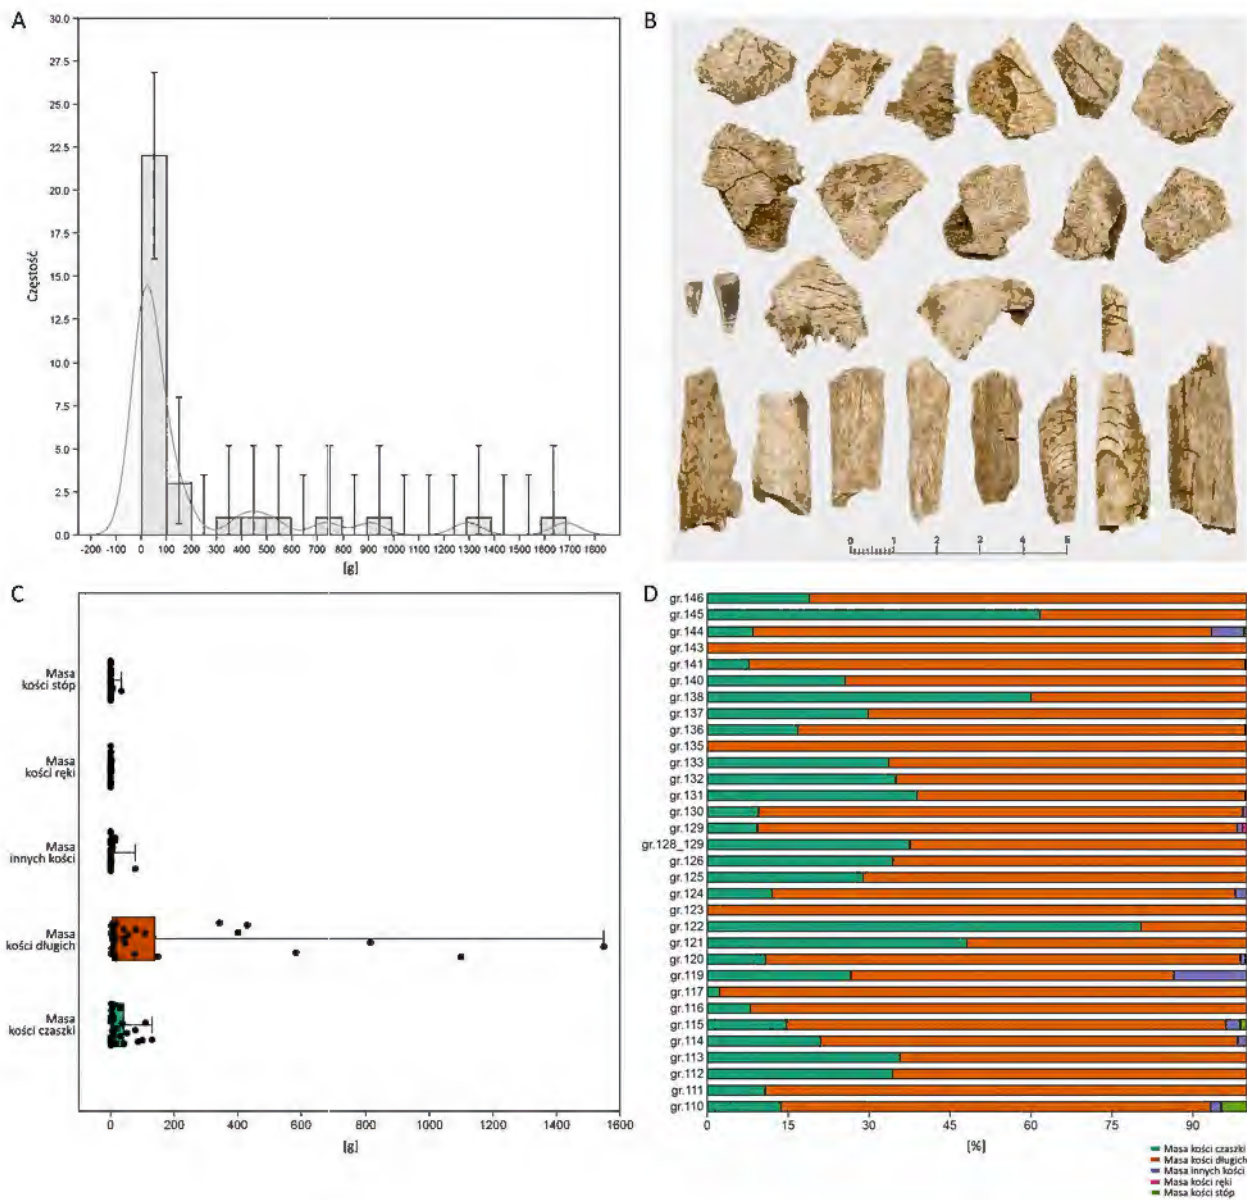 A
30.0
27.5
25.0
22.5
20.0
17.5
15.0
12.5
10.0
7.5
5.0
2.5
0.0
Częstość
-200 -100 0 100 200 300 400 500 600 700 800 900 1000 1100 1200 1300 1400 1500 1600 1700 1800
[g]
B
0 1 2 3 4 5
C
Masa
kości stóp
Masa
kości ręki
Masa
innych kości
Masa
kości długich
Masa
kości czaszki
0 200 400 600 800 1000 1200 1400 1600
[g]
D
gr.146
gr.145
gr.144
gr.143
gr.141
gr.140
gr.138
gr.137
gr.136
gr.135
gr.133
gr.132
gr.131
gr.130
gr.129
gr.128_129
gr.126
gr.125
gr.124
gr.123
gr.122
gr.121
gr.120
gr.119
gr.117
gr.116
gr.115
gr.114
gr.113
gr.112
gr.111
gr.110
0 15 30 45 60 75 90
[%]
Masa kości czaszki
Masa kości długich
Masa innych kości
Masa kości ręki
Masa kości stóp